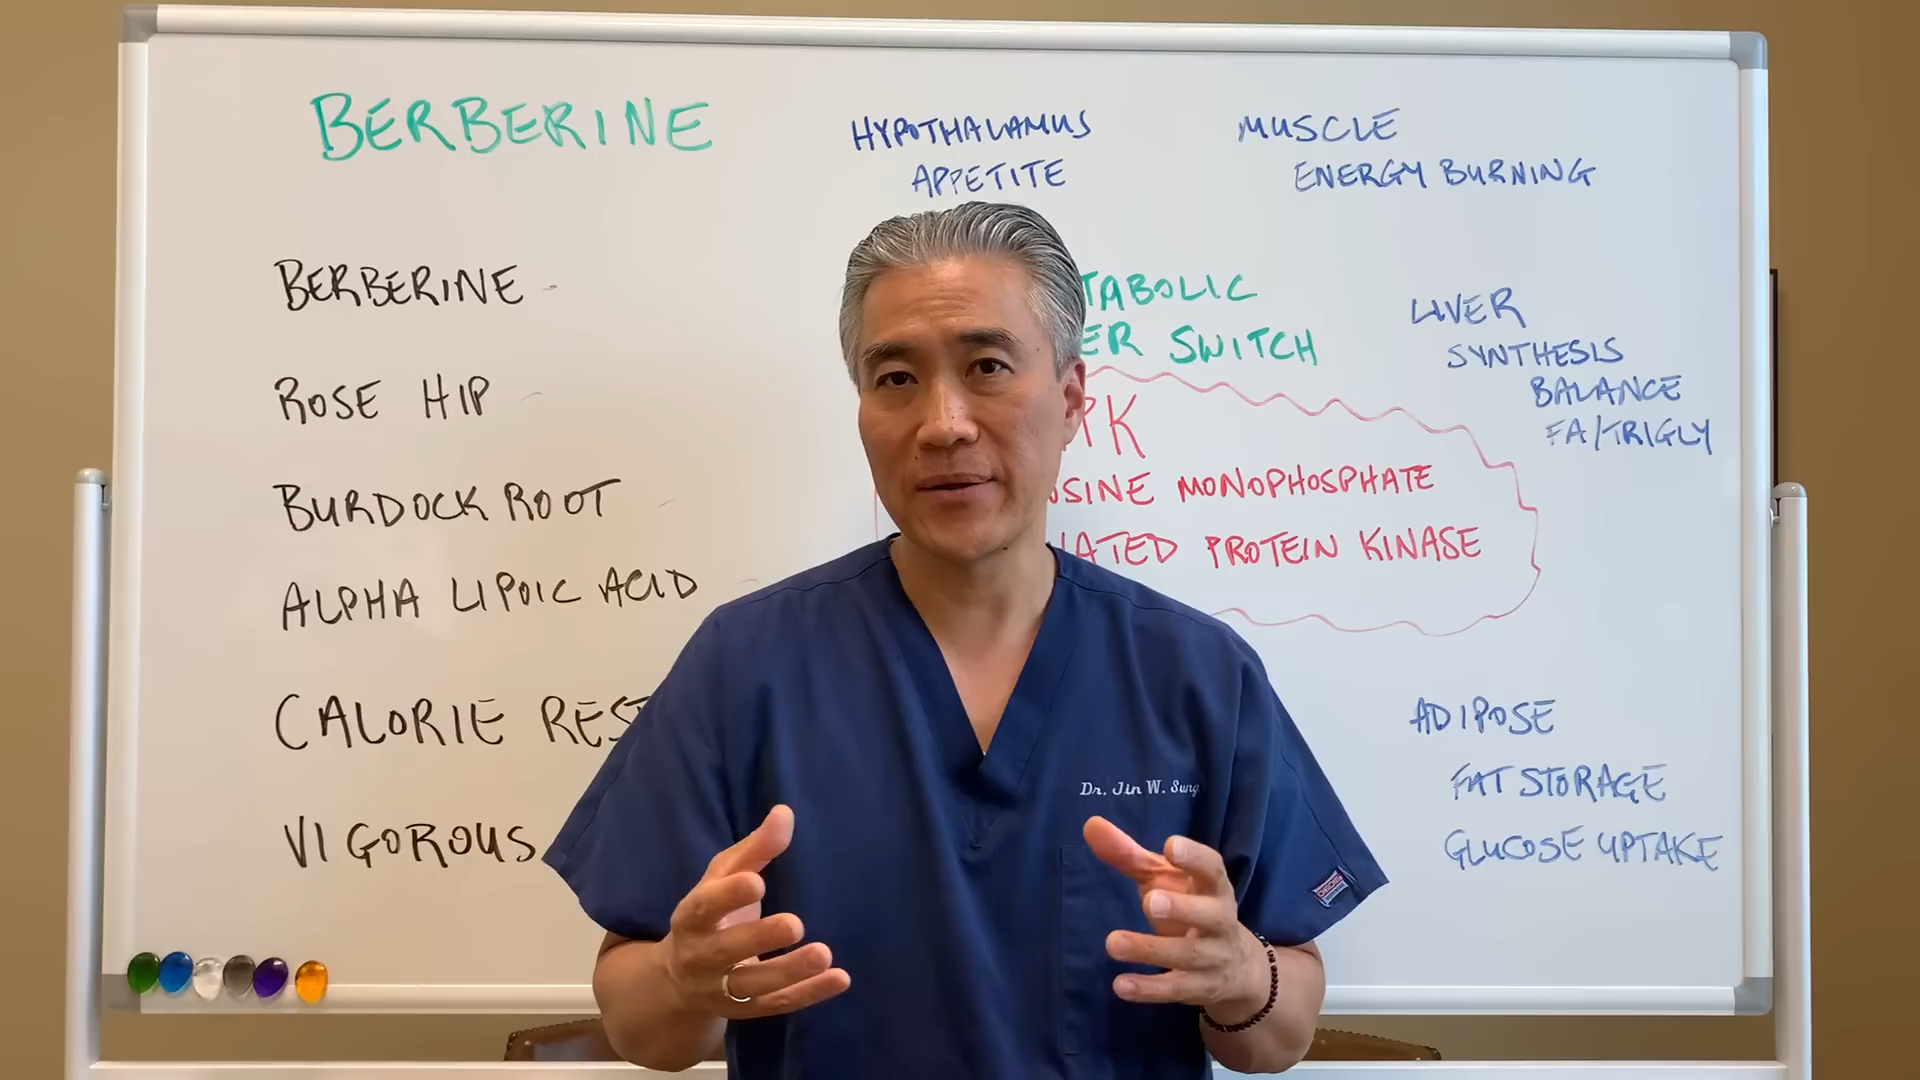 BERBERINE
HYPOTHALAMUS
APPETITE
MUSCLE
ENERGY BURNING
BERBERINE
ROSE HIP
BURDOCK ROOT
ALPHA LIPOIC ACID
CALORIE RES
VIGOROUS
TABOLIC
ER SWITCH
PK
OSINE MONOPHOSPHATE
VATED PROTEIN KINASE
LIVER
SYNTHESIS
BALANCE
FA/TRIGLY
ADIPOSE
FAT STORAGE
GLUCOSE UPTAKE
Dr. Jin W. Sung